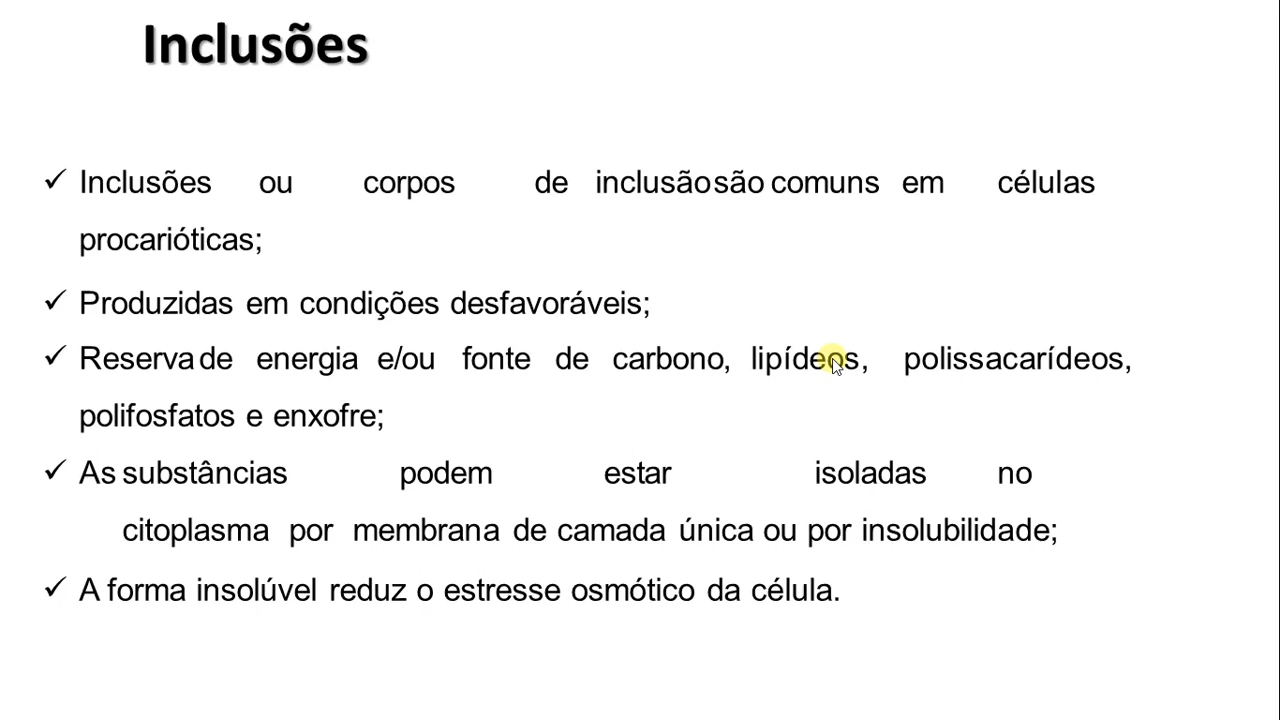 Inclusões
✓ Inclusões ou corpos de inclusão são comuns em células
procarióticas;
✓ Produzidas em condições desfavoráveis;
✓ Reserva de energia e/ou fonte de carbono, lipídeos, polissacarídeos,
polifosfatos e enxofre;
✓ As substâncias podem estar isoladas no
citoplasma por membrana de camada única ou por insolubilidade;
✓ A forma insolúvel reduz o estresse osmótico da célula.